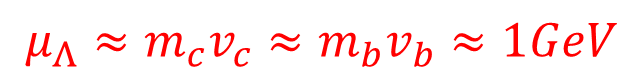 μ_Λ ≈ m_c v_c ≈ m_b v_b ≈ 1GeV